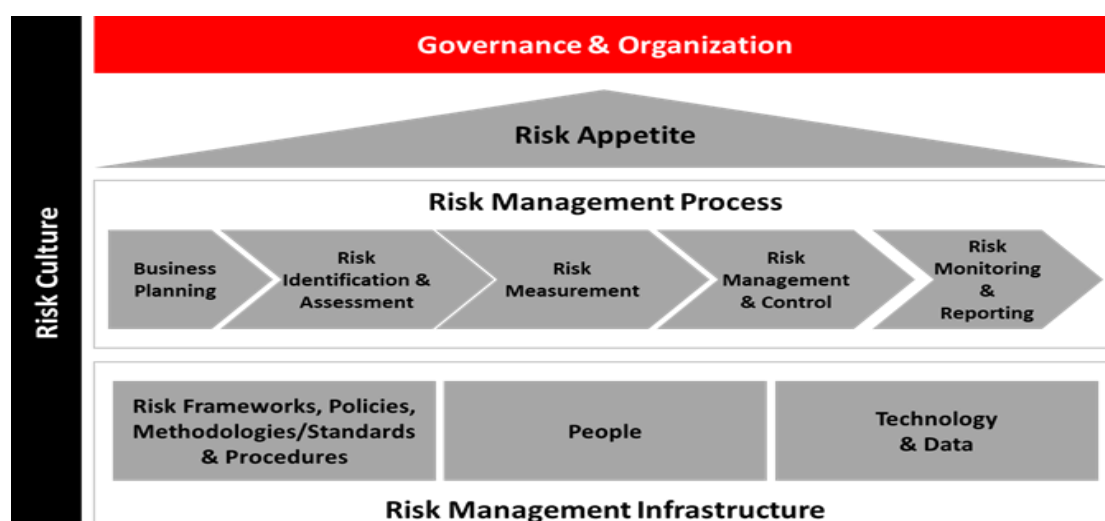 Governance & Organization
Risk Appetite
Risk Culture
Risk Management Process
Business
Planning
Risk
Identification &
Assessment
Risk
Measurement
Risk
Management
& Control
Risk
Monitoring
&
Reporting
Risk Frameworks, Policies,
Methodologies/Standards
& Procedures
People
Technology
& Data
Risk Management Infrastructure